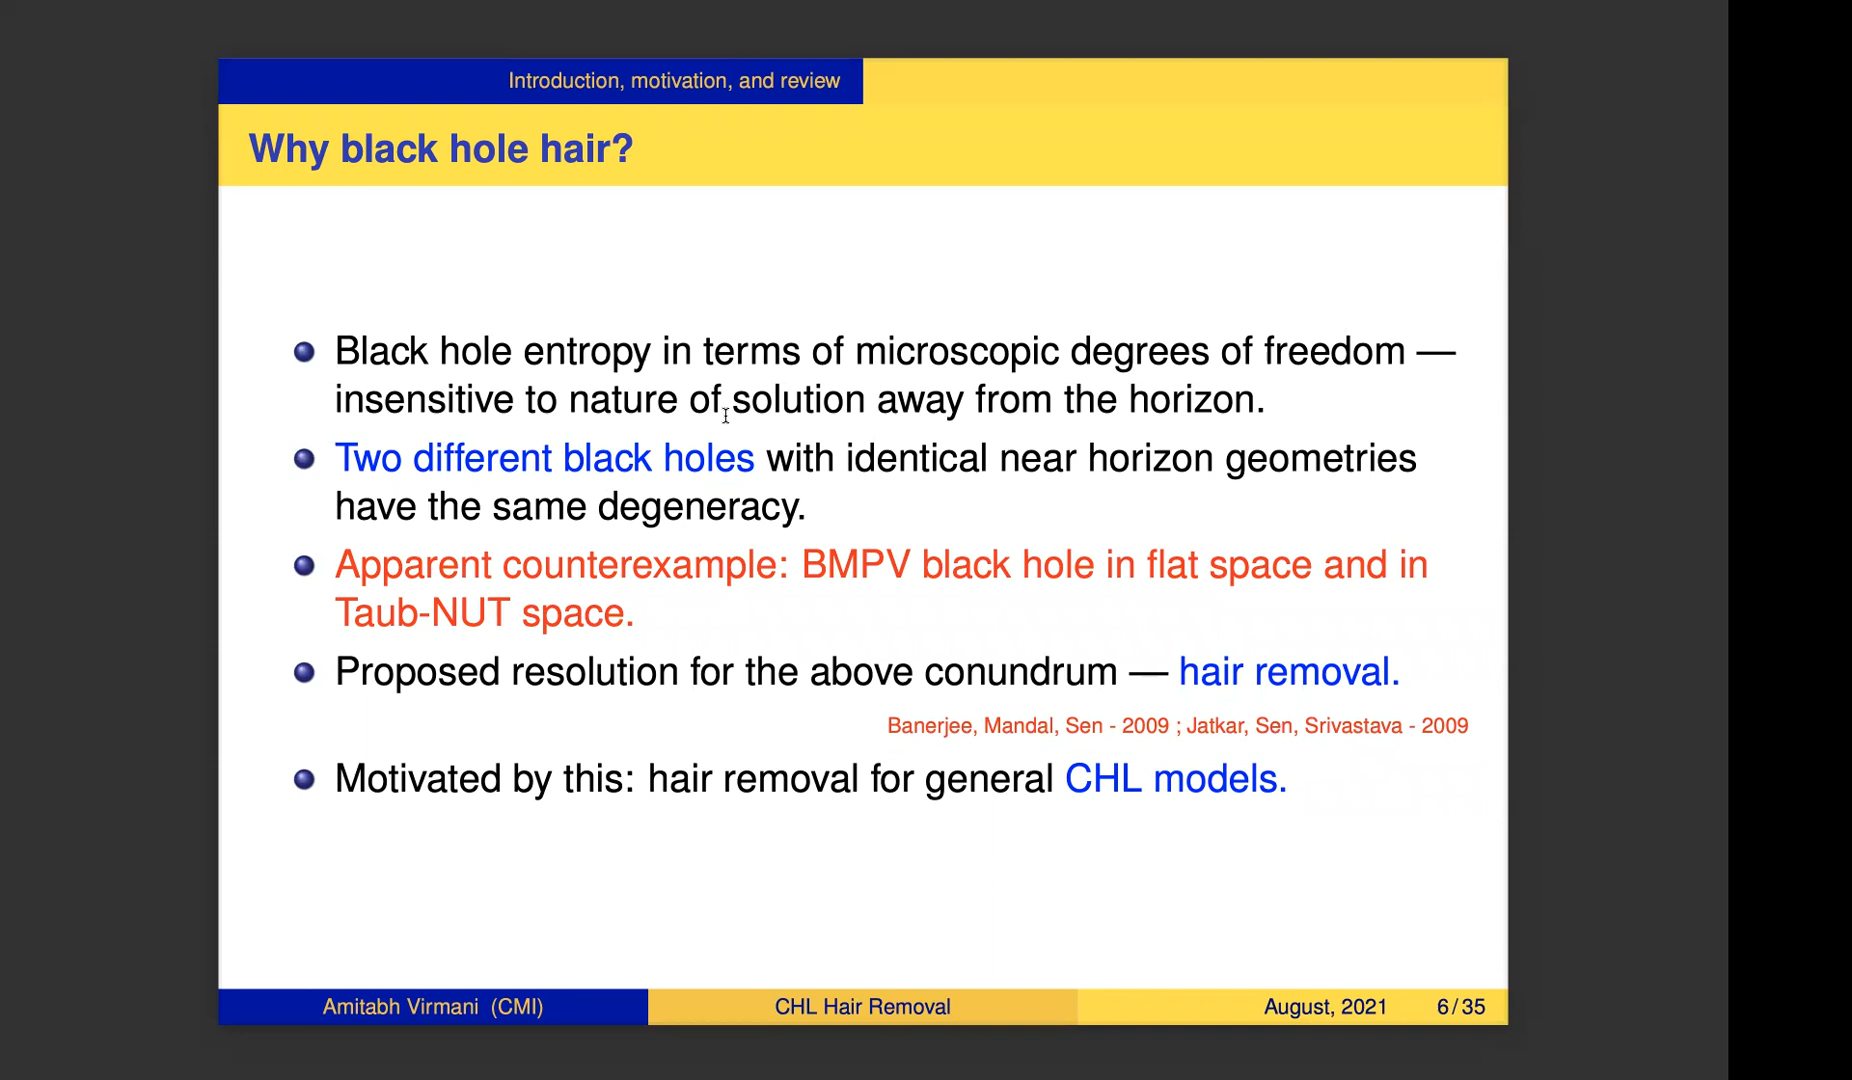 Introduction, motivation, and review
Why black hole hair?
Black hole entropy in terms of microscopic degrees of freedom —
insensitive to nature of solution away from the horizon.
Two different black holes with identical near horizon geometries
have the same degeneracy.
Apparent counterexample: BMPV black hole in flat space and in
Taub-NUT space.
Proposed resolution for the above conundrum — hair removal.
Banerjee, Mandal, Sen - 2009 ; Jatkar, Sen, Srivastava - 2009
Motivated by this: hair removal for general CHL models.
Amitabh Virmani (CMI) CHL Hair Removal August, 2021 6/35